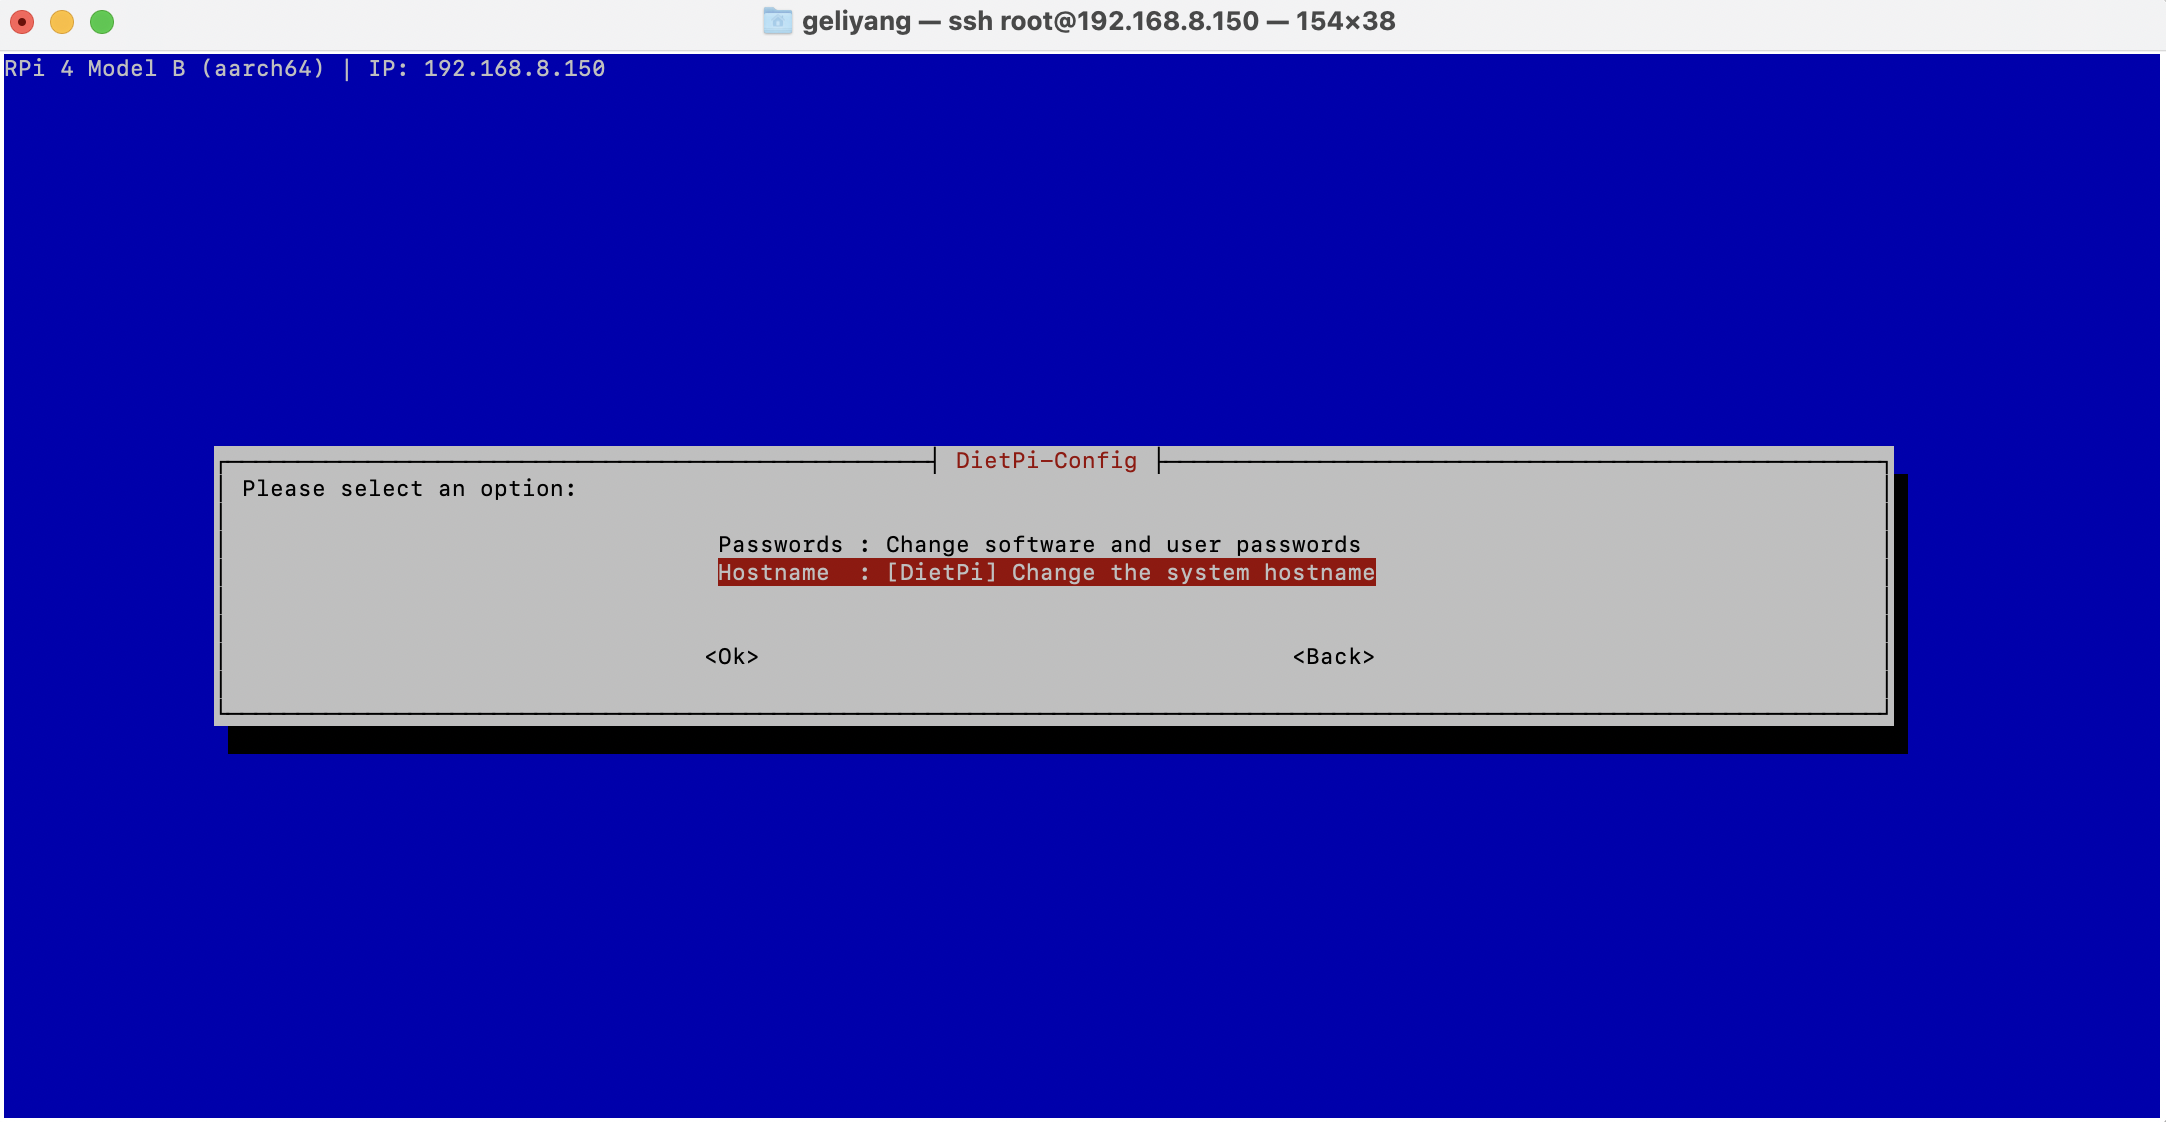 geliyang — ssh root@192.168.8.150 — 154×38
RPi 4 Model B (aarch64) | IP: 192.168.8.150
DietPi-Config
Please select an option:
Passwords : Change software and user passwords
Hostname  : [DietPi] Change the system hostname
<Ok> <Back>